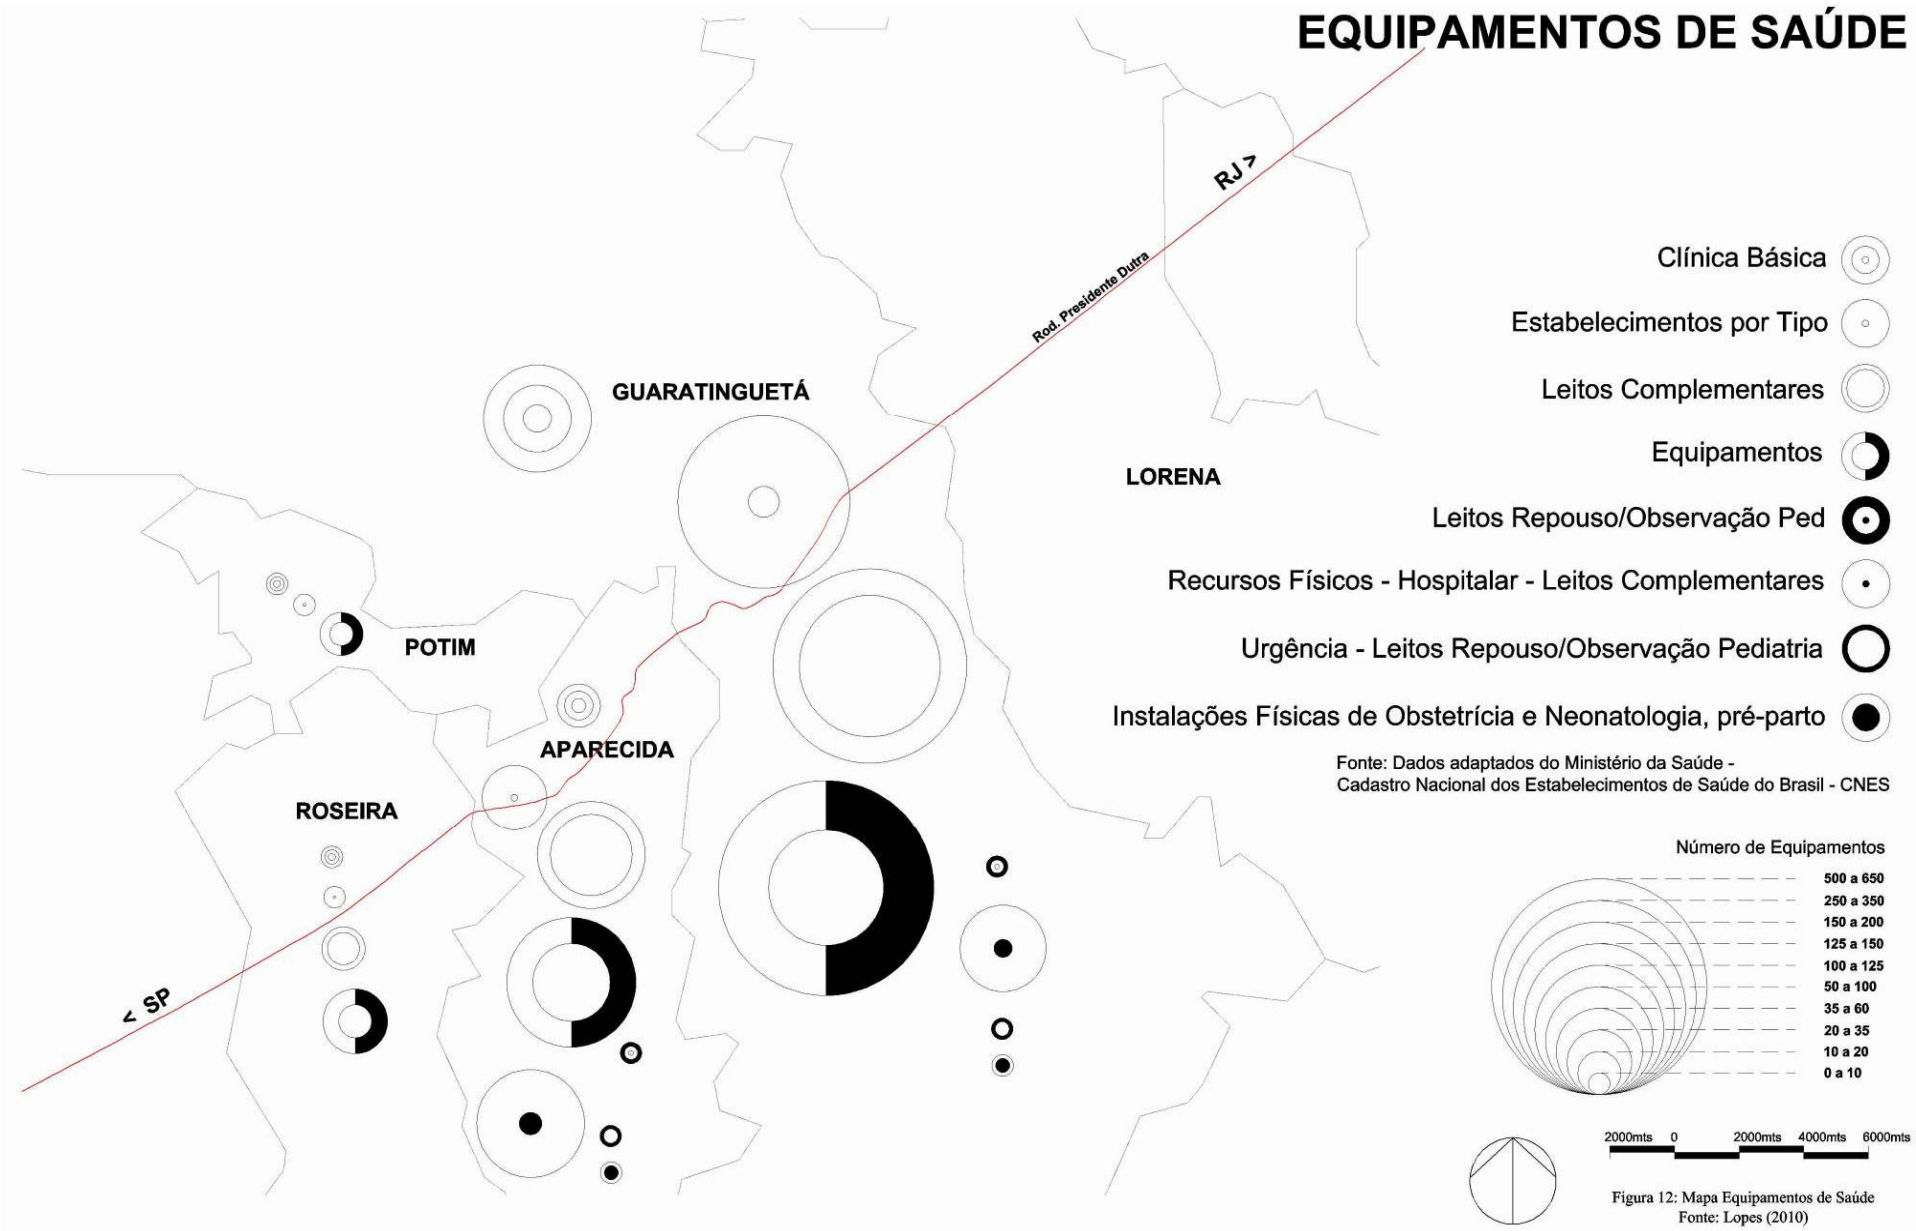 EQUIPAMENTOS DE SAÚDE
RJ >
Rod. Presidente Dutra
GUARATINGUETÁ
LORENA
POTIM
APARECIDA
ROSEIRA
< SP
Clínica Básica
Estabelecimentos por Tipo
Leitos Complementares
Equipamentos
Leitos Repouso/Observação Ped
Recursos Físicos - Hospitalar - Leitos Complementares
Urgência - Leitos Repouso/Observação Pediatria
Instalações Físicas de Obstetrícia e Neonatologia, pré-parto
Fonte: Dados adaptados do Ministério da Saúde -
Cadastro Nacional dos Estabelecimentos de Saúde do Brasil - CNES
Número de Equipamentos
500 a 650
250 a 350
150 a 200
125 a 150
100 a 125
50 a 100
35 a 60
20 a 35
10 a 20
0 a 10
2000mts 0 2000mts 4000mts 6000mts
Figura 12: Mapa Equipamentos de Saúde
Fonte: Lopes (2010)